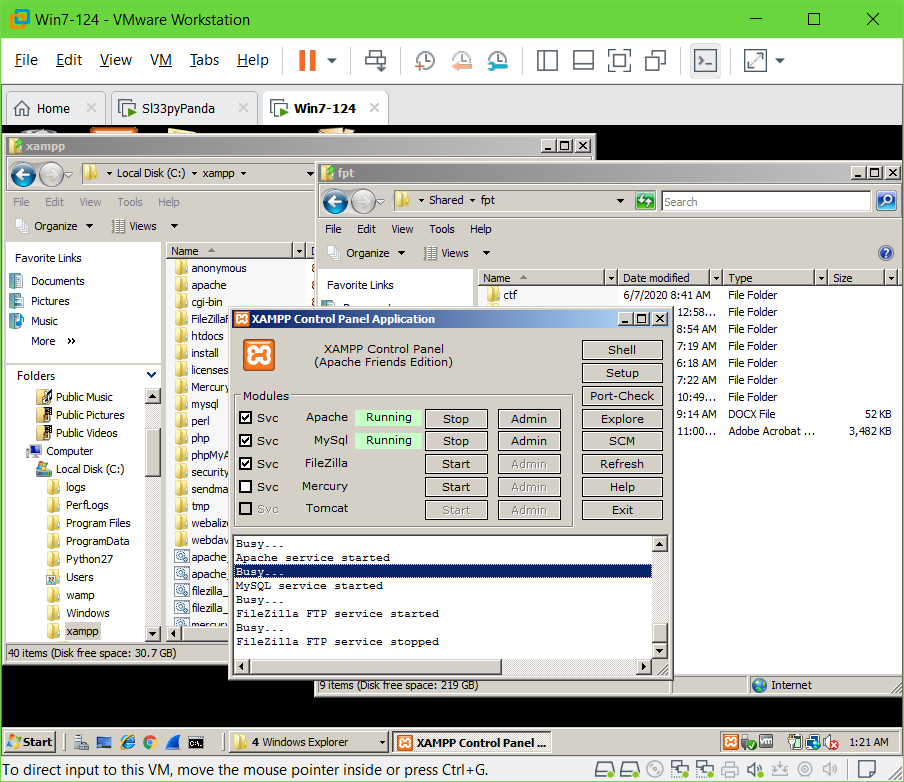 Win7-124 - VMware Workstation
File Edit View VM Tabs Help
Home
Sl33pyPanda
Win7-124
xampp
Local Disk (C:) xampp
File Edit View Tools Help
Organize Views
Favorite Links
Documents
Pictures
Music
More »
Folders
Public Music
Public Pictures
Public Videos
Computer
Local Disk (C:)
logs
PerfLogs
Program Files
ProgramData
Python27
Users
wamp
Windows
xampp
Name
anonymous
apache
cgi-bin
FileZillaF
htdocs
install
licenses
Mercury
mysql
perl
php
phpMyA
security
sendma
tmp
webalize
webdav
apache_
apache_
filezilla_
filezilla_
mercury
40 items (Disk free space: 30.7 GB)
fpt
Shared fpt
Search
File Edit View Tools Help
Organize Views
Favorite Links
Name Date modified Type Size
ctf 6/7/2020 8:41 AM File Folder
12:58... File Folder
8:54 AM File Folder
7:19 AM File Folder
6:18 AM File Folder
7:22 AM File Folder
10:49... File Folder
9:14 AM DOCX File 52 KB
11:00... Adobe Acrobat ... 3,482 KB
9 items (Disk free space: 219 GB)
Internet
XAMPP Control Panel Application
XAMPP Control Panel
(Apache Friends Edition)
Shell
Setup
Port-Check
Explore
SCM
Refresh
Help
Exit
Modules
Svc Apache Running Stop Admin
Svc MySql Running Stop Admin
Svc FileZilla Start Admin
Svc Mercury Start Admin
Svc Tomcat Start Admin
Busy...
Apache service started
Busy...
MySQL service started
Busy...
FileZilla FTP service started
Busy...
FileZilla FTP service stopped
Start
4 Windows Explorer
XAMPP Control Panel ...
1:21 AM
To direct input to this VM, move the mouse pointer inside or press Ctrl+G.